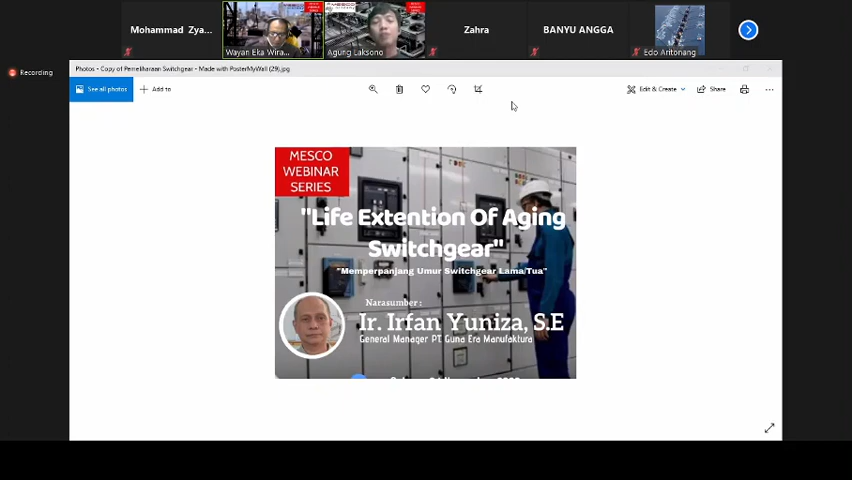 Mohammad Zya...
Wayan Eka Wira...
Agung Laksono
Zahra
BANYU ANGGA
Edo Aritonang
Recording
Photos - Copy of Pemeliharaan Switchgear - Made with PosterMyWall (29).jpg
See all photos
Add to
Edit & Create
Share
MESCO
WEBINAR
SERIES
"Life Extention Of Aging
Switchgear"
"Memperpanjang Umur Switchgear Lama/Tua"
Narasumber :
Ir. Irfan Yuniza, S.E
General Manager PT. Guna Era Manufaktura